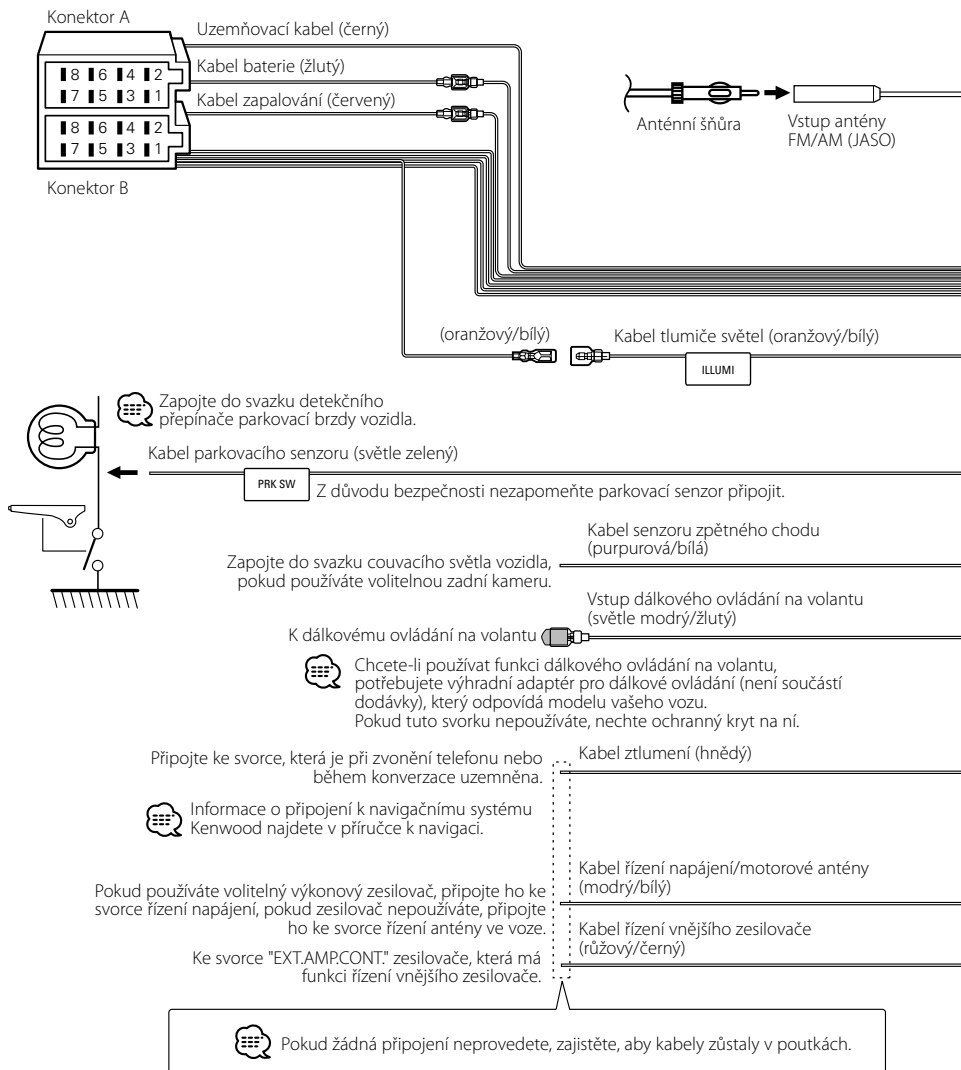 Konektor A
Uzemňovací kabel (černý)
Kabel baterie (žlutý)
8 6 4 2
7 5 3 1
Kabel zapalování (červený)
8 6 4 2
7 5 3 1
Konektor B
Anténní šňůra
Vstup antény
FM/AM (JASO)
(oranžový/bílý)
Kabel tlumiče světel (oranžový/bílý)
ILLUMI
Zapojte do svazku detekčního
přepínače parkovací brzdy vozidla.
Kabel parkovacího senzoru (světle zelený)
PRK SW
Z důvodu bezpečnosti nezapomeňte parkovací senzor připojit.
Kabel senzoru zpětného chodu
(purpurová/bílá)
Zapojte do svazku couvacího světla vozidla,
pokud používáte volitelnou zadní kameru.
Vstup dálkového ovládání na volantu
(světle modrý/žlutý)
K dálkovému ovládání na volantu
Chcete-li používat funkci dálkového ovládání na volantu,
potřebujete výhradní adaptér pro dálkové ovládání (není součástí
dodávky), který odpovídá modelu vašeho vozu.
Pokud tuto svorku nepoužíváte, nechte ochranný kryt na ní.
Kabel ztlumení (hnědý)
Připojte ke svorce, která je při zvonění telefonu nebo
během konverzace uzemněna.
Informace o připojení k navigačnímu systému
Kenwood najdete v příručce k navigaci.
Kabel řízení napájení/motorové antény
(modrý/bílý)
Pokud používáte volitelný výkonový zesilovač, připojte ho ke
svorce řízení napájení, pokud zesilovač nepoužíváte, připojte
ho ke svorce řízení antény ve voze.
Kabel řízení vnějšího zesilovače
(růžový/černý)
Ke svorce "EXT.AMP.CONT." zesilovače, která má
funkci řízení vnějšího zesilovače.
Pokud žádná připojení neprovedete, zajistěte, aby kabely zůstaly v poutkách.